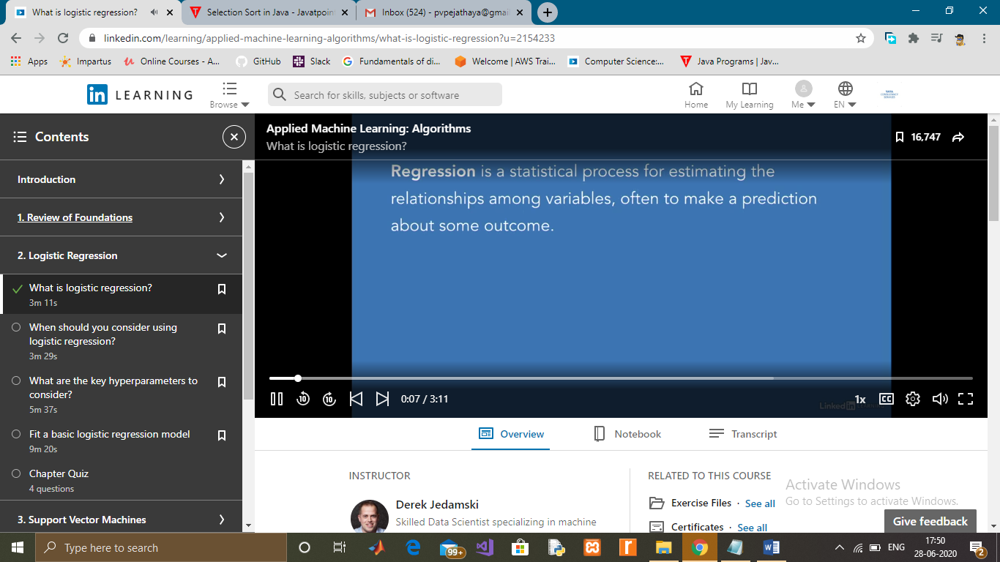 What is logistic regression?
Selection Sort in Java - Javatpoint
Inbox (524) - pvpejathaya@gmai
linkedin.com/learning/applied-machine-learning-algorithms/what-is-logistic-regression?u=2154233
Apps
Impartus
Online Courses - A...
GitHub
Slack
Fundamentals of di...
Welcome | AWS Trai...
Computer Science:...
Java Programs | Jav...
in LEARNING
Browse
Search for skills, subjects or software
Home
My Learning
Me
EN
TATA
CONSULTANCY
SERVICES
Contents
Introduction
1. Review of Foundations
2. Logistic Regression
What is logistic regression?
3m 11s
When should you consider using
logistic regression?
3m 29s
What are the key hyperparameters to
consider?
5m 37s
Fit a basic logistic regression model
9m 20s
Chapter Quiz
4 questions
3. Support Vector Machines
Applied Machine Learning: Algorithms
What is logistic regression?
16,747
Regression is a statistical process for estimating the
relationships among variables, often to make a prediction
about some outcome.
10
10
0:07 / 3:11
Linked in
1x
CC
Overview
Notebook
Transcript
INSTRUCTOR
Derek Jedamski
Skilled Data Scientist specializing in machine
RELATED TO THIS COURSE
Exercise Files · See all
Certificates · See all
Activate Windows
Go to Settings to activate Windows.
Give feedback
Type here to search
99+
ENG
17:50
28-06-2020
2